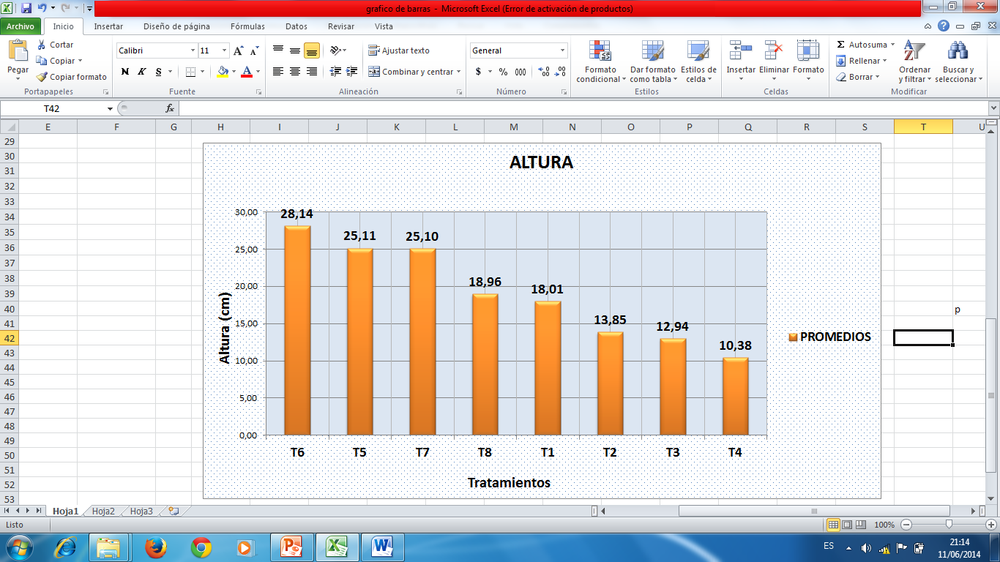 grafico de barras - Microsoft Excel (Error de activación de productos)
Archivo Inicio Insertar Diseño de página Fórmulas Datos Revisar Vista
Pegar
Cortar
Copiar
Copiar formato
Portapapeles
Calibri 11
N K S
Fuente
Ajustar texto
Combinar y centrar
Alineación
General
$ % 000
Número
Formato condicional
Dar formato como tabla
Estilos de celda
Estilos
Insertar Eliminar Formato
Celdas
Σ Autosuma
Rellenar
Borrar
Ordenar y filtrar
Buscar y seleccionar
Modificar
T42 fx
E F G H I J K L M N O P Q R S T U
29
30
31
32
33
34
35
36
37
38
39
40
41
42
43
44
45
46
47
48
49
50
51
52
53
ALTURA
Altura (cm)
30,00
25,00
20,00
15,00
10,00
5,00
0,00
28,14 25,11 25,10 18,96 18,01 13,85 12,94 10,38
T6 T5 T7 T8 T1 T2 T3 T4
Tratamientos
PROMEDIOS
p
Hoja1 Hoja2 Hoja3
Listo 100%
ES 21:14
11/06/2014